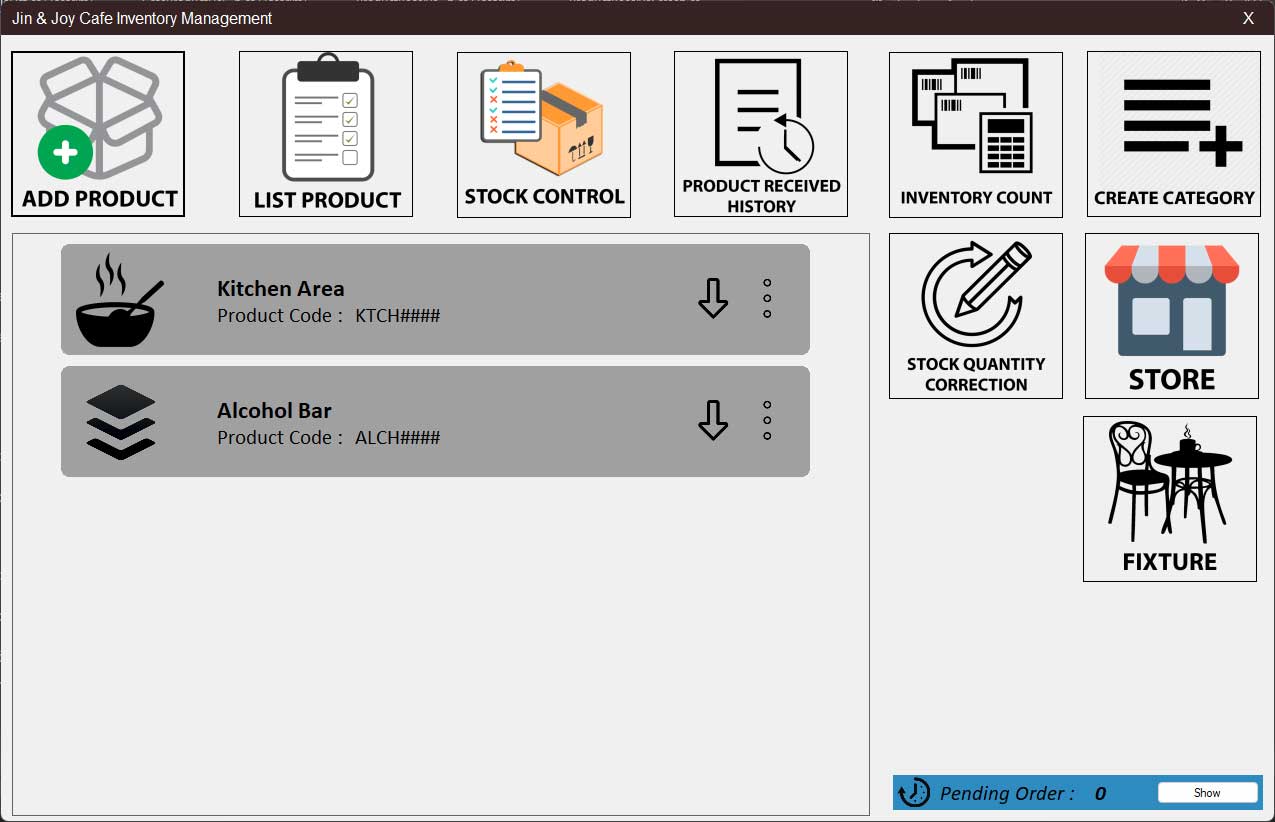 Jin & Joy Cafe Inventory Management X
ADD PRODUCT
LIST PRODUCT
STOCK CONTROL
PRODUCT RECEIVED
HISTORY
INVENTORY COUNT
CREATE CATEGORY
Kitchen Area
Product Code : KTCH####
Alcohol Bar
Product Code : ALCH####
STOCK QUANTITY
CORRECTION
STORE
FIXTURE
Pending Order : 0 Show